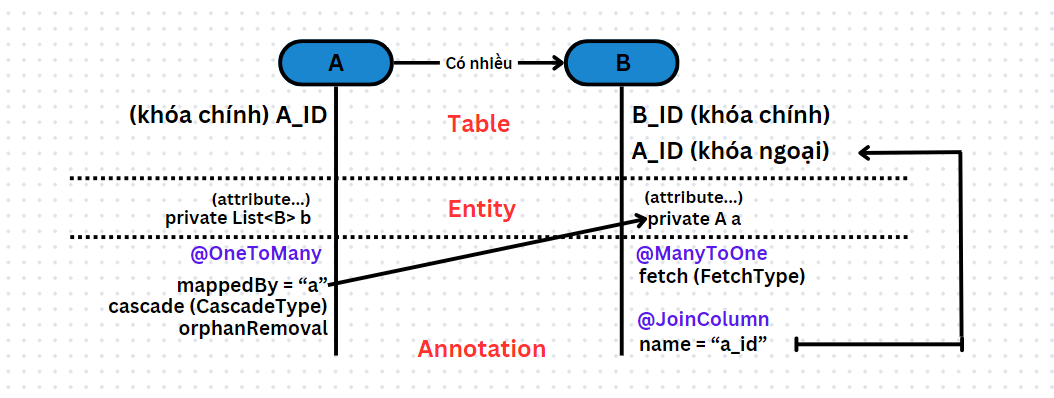 A
Có nhiều
B
(khóa chính) A_ID
Table
B_ID (khóa chính)
A_ID (khóa ngoại)
(attribute...)
private List<B> b
Entity
(attribute...)
private A a
@OneToMany
mappedBy = “a”
cascade (CascadeType)
orphanRemoval
Annotation
@ManyToOne
fetch (FetchType)
@JoinColumn
name = “a_id”